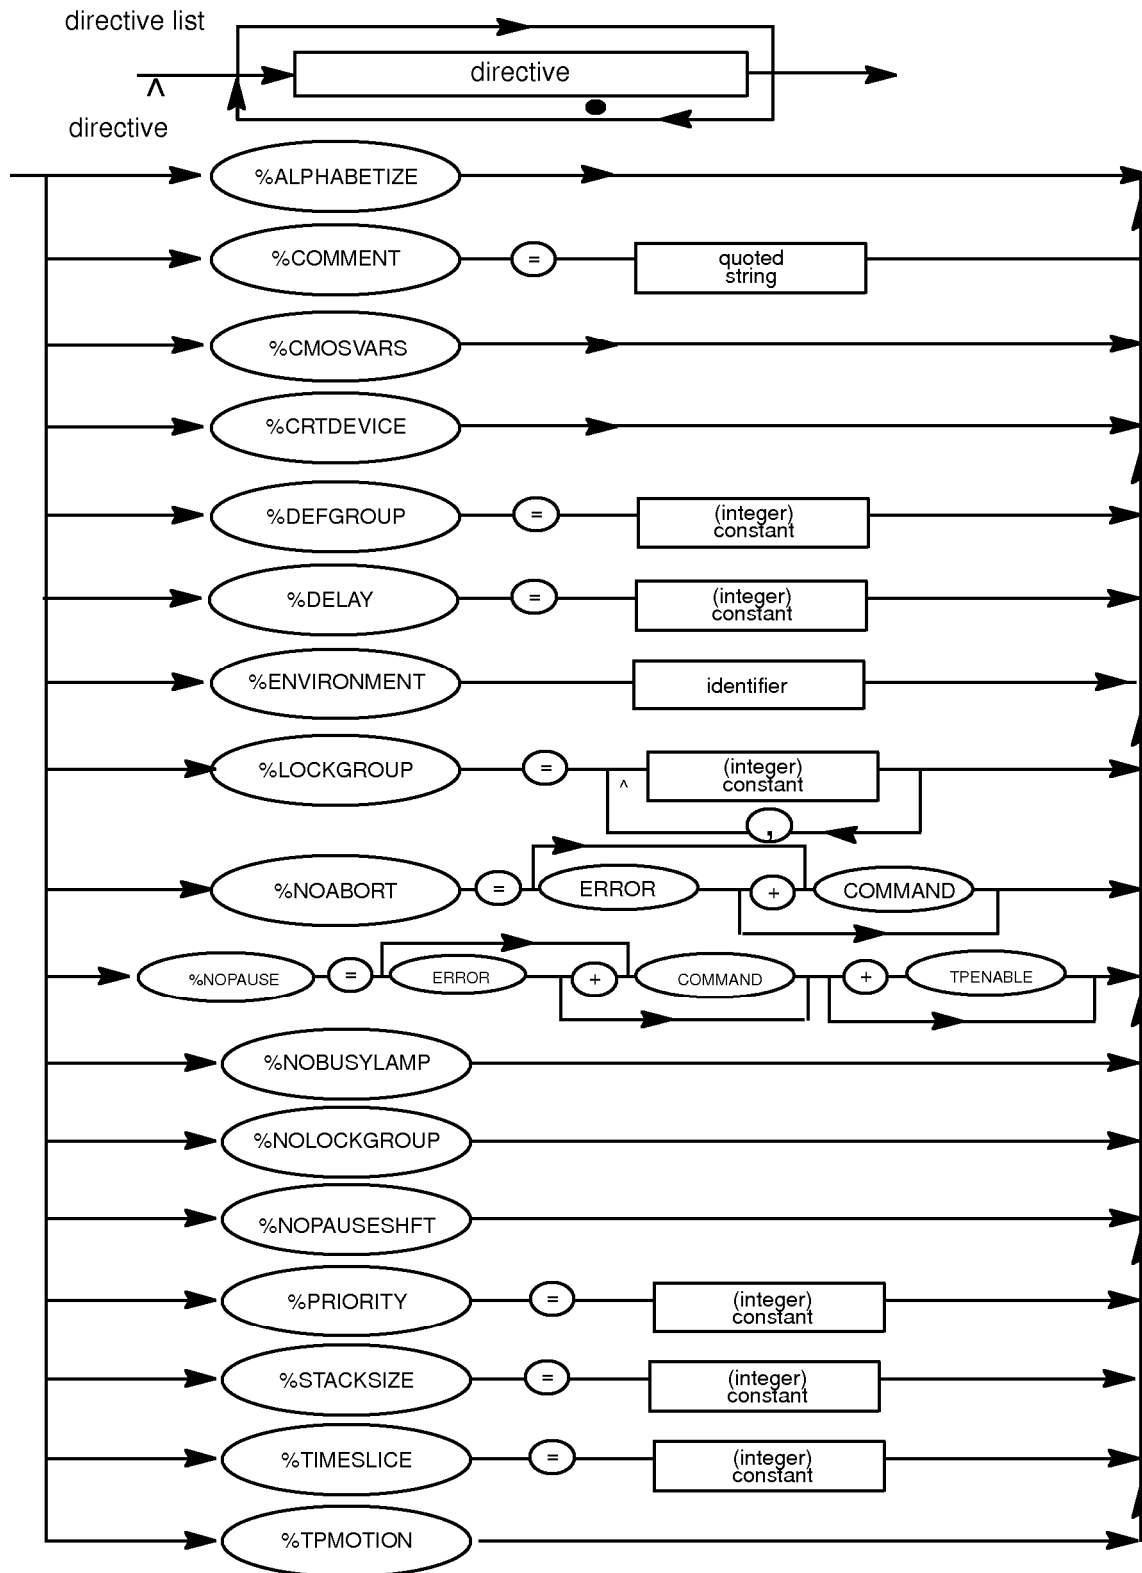 directive list
directive
^
directive
%ALPHABETIZE
%COMMENT = quoted
string
%CMOSVARS
%CRTDEVICE
%DEFGROUP = (integer)
constant
%DELAY = (integer)
constant
%ENVIRONMENT identifier
%LOCKGROUP = ^ (integer)
constant
,
%NOABORT = ERROR + COMMAND
%NOPAUSE = ERROR + COMMAND + TPENABLE
%NOBUSYLAMP
%NOLOCKGROUP
%NOPAUSESHFT
%PRIORITY = (integer)
constant
%STACKSIZE = (integer)
constant
%TIMESLICE = (integer)
constant
%TPMOTION